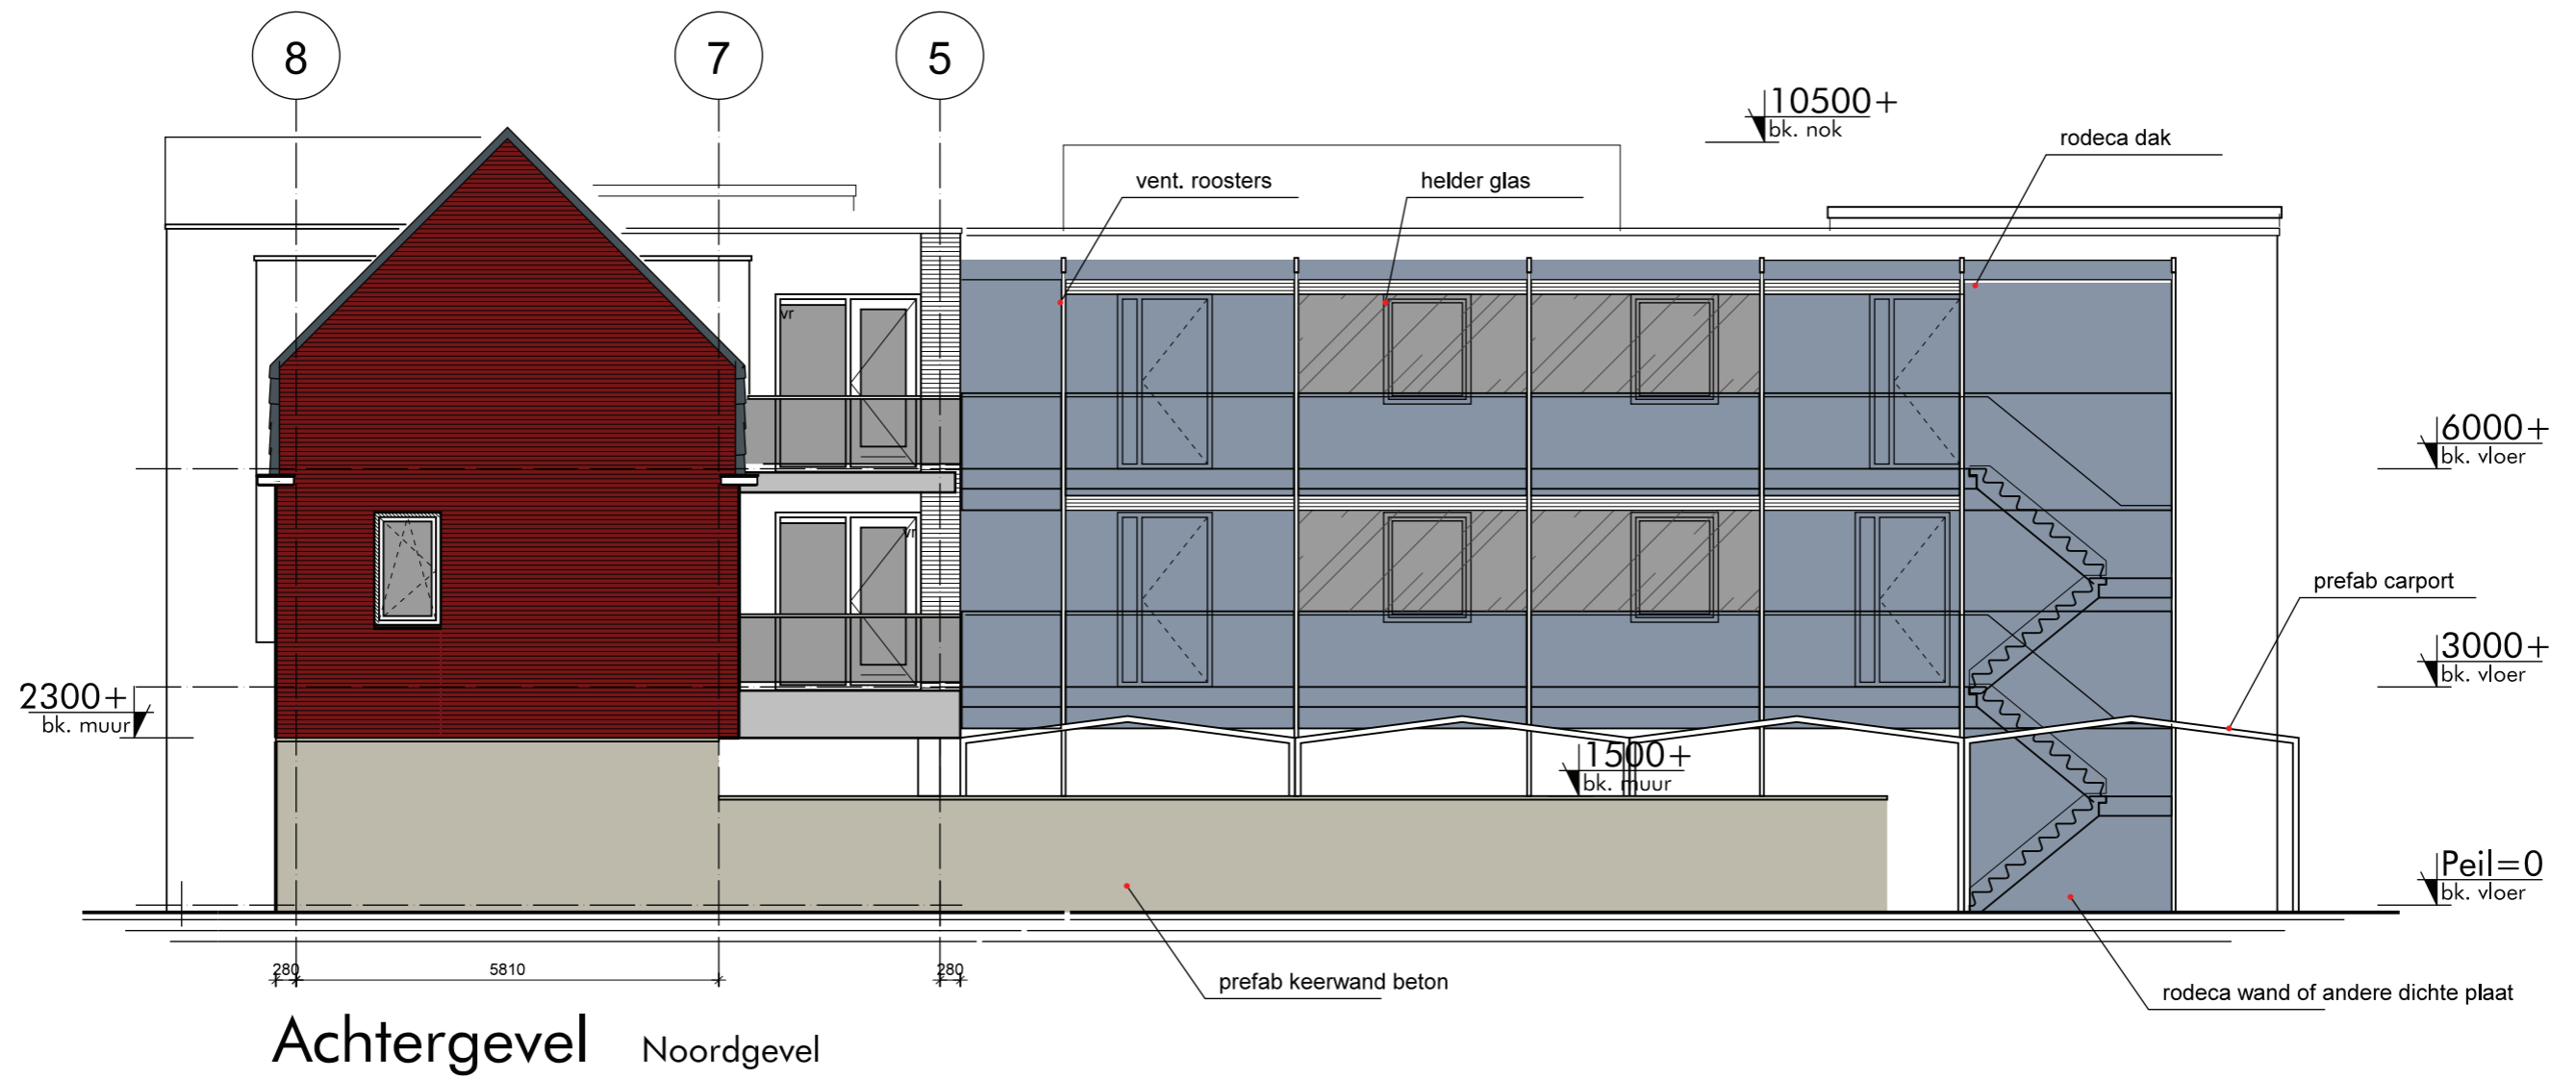 8
7
5
10500+
bk. nok
rodeca dak
vent. roosters
helder glas
vr
6000+
bk. vloer
vr
prefab carport
3000+
bk. vloer
2300+
bk. muur
1500+
bk. muur
Peil=0
bk. vloer
280
5810
280
prefab keerwand beton
rodeca wand of andere dichte plaat
Achtergevel Noordgevel